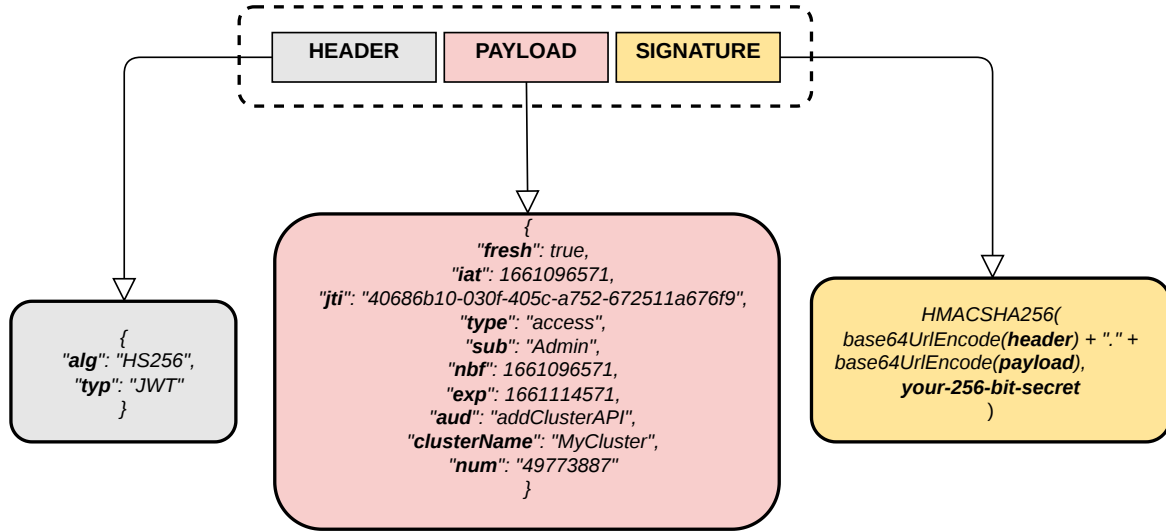 HEADER
PAYLOAD
SIGNATURE
{
"alg": "HS256",
"typ": "JWT"
}
{
"fresh": true,
"iat": 1661096571,
"jti": "40686b10-030f-405c-a752-672511a676f9",
"type": "access",
"sub": "Admin",
"nbf": 1661096571,
"exp": 1661114571,
"aud": "addClusterAPI",
"clusterName": "MyCluster",
"num": "49773887"
}
HMACSHA256(
base64UrlEncode(header) + "." +
base64UrlEncode(payload),
your-256-bit-secret
)